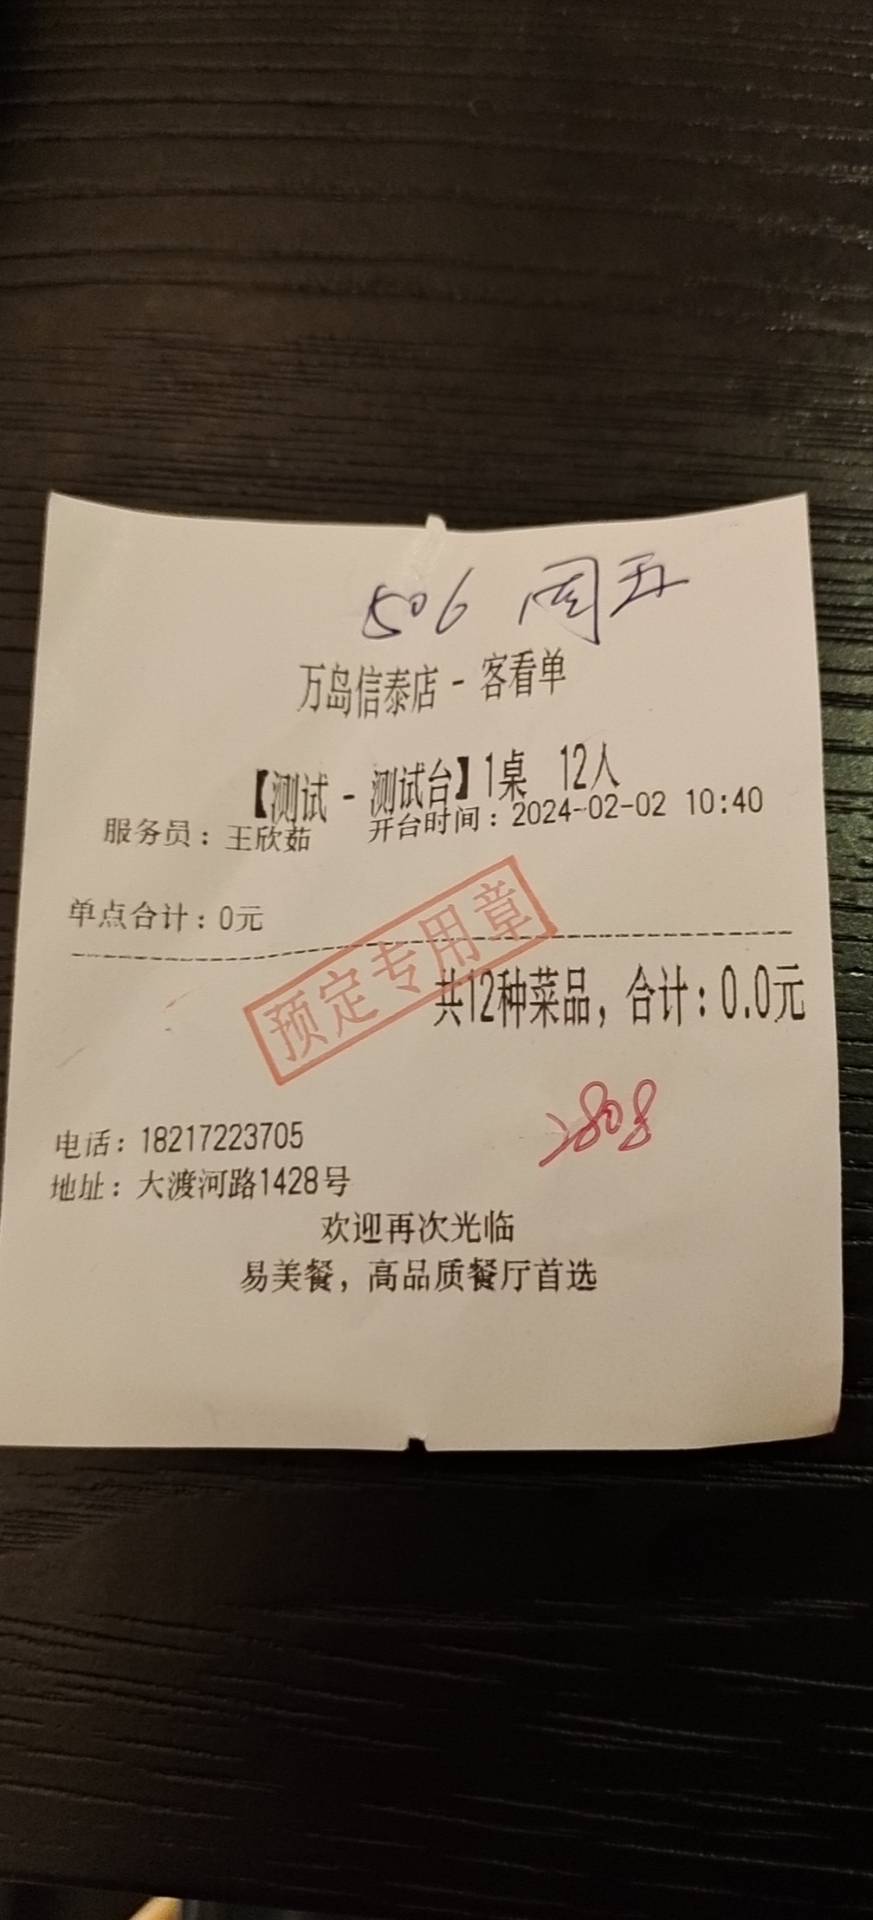 506 周五
万岛信泰店 - 客看单
【测试 - 测试台】1桌 12人
服务员：王欣茹 开台时间：2024-02-02 10:40
单点合计：0元
预定专用章
共12种菜品，合计：0.0元
2808
电话：18217223705
地址：大渡河路1428号
欢迎再次光临
易美餐，高品质餐厅首选